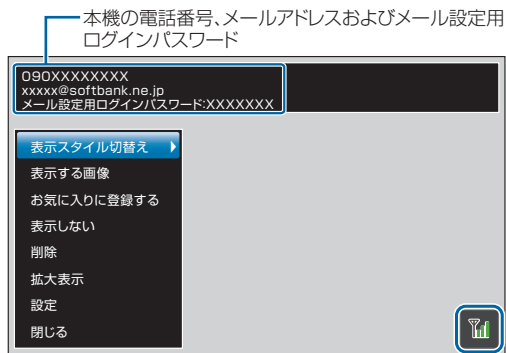 本機の電話番号、メールアドレスおよびメール設定用
ログインパスワード
090XXXXXXXX
xxxxx@softbank.ne.jp
メール設定用ログインパスワード:XXXXXXX
表示スタイル切替え
表示する画像
お気に入りに登録する
表示しない
削除
拡大表示
設定
閉じる